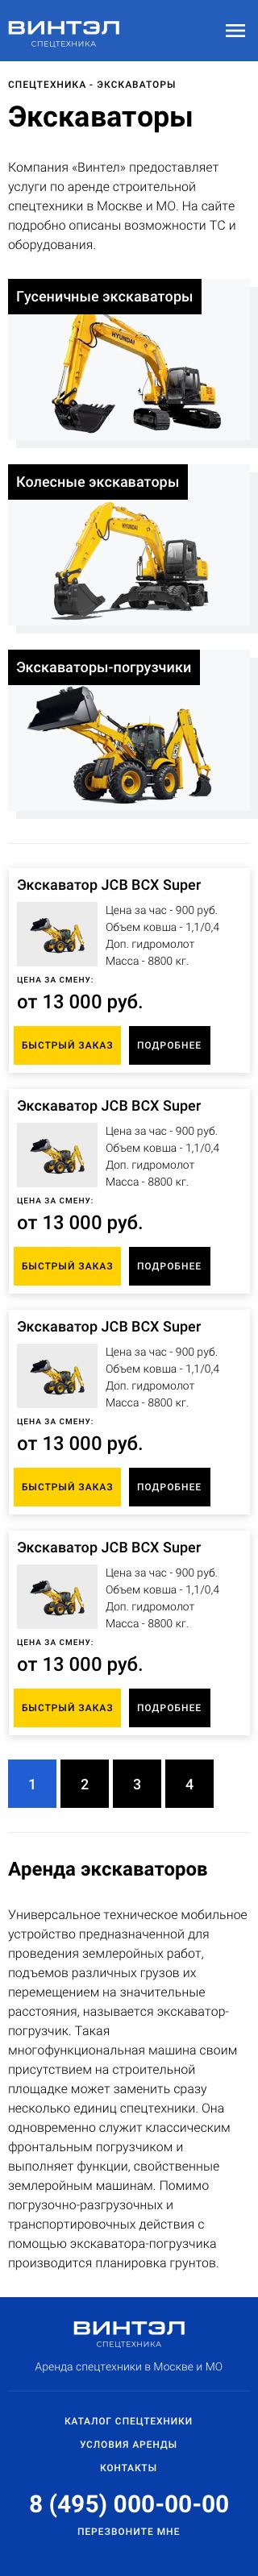 ВИНТЭЛ
СПЕЦТЕХНИКА
СПЕЦТЕХНИКА - ЭКСКАВАТОРЫ
Экскаваторы
Компания «Винтел» предоставляет
услуги по аренде строительной
спецтехники в Москве и МО. На сайте
подробно описаны возможности ТС и
оборудования.
Гусеничные экскаваторы
HYUNDAI
Колесные экскаваторы
HYUNDAI
Экскаваторы-погрузчики
Экскаватор JCB BCX Super
Цена за час - 900 руб.
Объем ковша - 1,1/0,4
Доп. гидромолот
Масса - 8800 кг.
ЦЕНА ЗА СМЕНУ:
от 13 000 руб.
БЫСТРЫЙ ЗАКАЗ
ПОДРОБНЕЕ
Экскаватор JCB BCX Super
Цена за час - 900 руб.
Объем ковша - 1,1/0,4
Доп. гидромолот
Масса - 8800 кг.
ЦЕНА ЗА СМЕНУ:
от 13 000 руб.
БЫСТРЫЙ ЗАКАЗ
ПОДРОБНЕЕ
Экскаватор JCB BCX Super
Цена за час - 900 руб.
Объем ковша - 1,1/0,4
Доп. гидромолот
Масса - 8800 кг.
ЦЕНА ЗА СМЕНУ:
от 13 000 руб.
БЫСТРЫЙ ЗАКАЗ
ПОДРОБНЕЕ
Экскаватор JCB BCX Super
Цена за час - 900 руб.
Объем ковша - 1,1/0,4
Доп. гидромолот
Масса - 8800 кг.
ЦЕНА ЗА СМЕНУ:
от 13 000 руб.
БЫСТРЫЙ ЗАКАЗ
ПОДРОБНЕЕ
1 2 3 4
Аренда экскаваторов
Универсальное техническое мобильное
устройство предназначенной для
проведения землеройных работ,
подъемов различных грузов их
перемещением на значительные
расстояния, называется экскаватор-
погрузчик. Такая
многофункциональная машина своим
присутствием на строительной
площадке может заменить сразу
несколько единиц спецтехники. Она
одновременно служит классическим
фронтальным погрузчиком и
выполняет функции, свойственные
землеройным машинам. Помимо
погрузочно-разгрузочных и
транспортировочных действия с
помощью экскаватора-погрузчика
производится планировка грунтов.
ВИНТЭЛ
СПЕЦТЕХНИКА
Аренда спецтехники в Москве и МО
КАТАЛОГ СПЕЦТЕХНИКИ
УСЛОВИЯ АРЕНДЫ
КОНТАКТЫ
8 (495) 000-00-00
ПЕРЕЗВОНИТЕ МНЕ